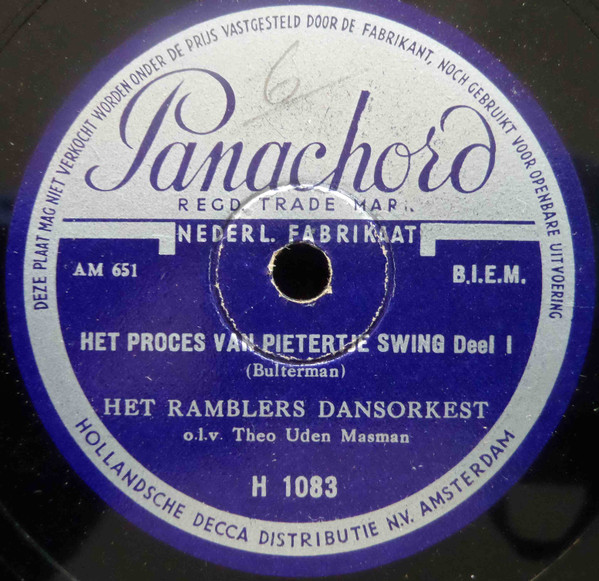 DEZE PLAAT MAG NIET VERKOCHT WORDEN ONDER DE PRIJS VASTGESTELD DOOR DE FABRIKANT, NOCH GEBRUIKT VOOR OPENBARE UITVOERING
6
Panachord
REGD TRADE MARK
NEDERL. FABRIKAAT
AM 651
B.I.E.M.
HET PROCES VAN PIETERTJE SWING Deel I
(Bulterman)
HET RAMBLERS DANSORKEST
o.l.v. Theo Uden Masman
H 1083
HOLLANDSCHE DECCA DISTRIBUTIE N.V. AMSTERDAM